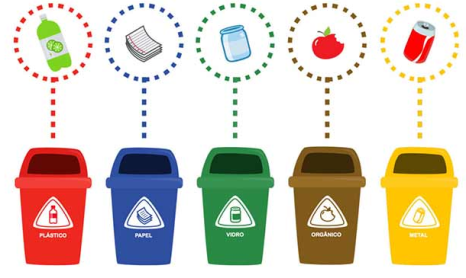 PLÁSTICO
PAPEL
VIDRO
ORGÂNICO
METAL